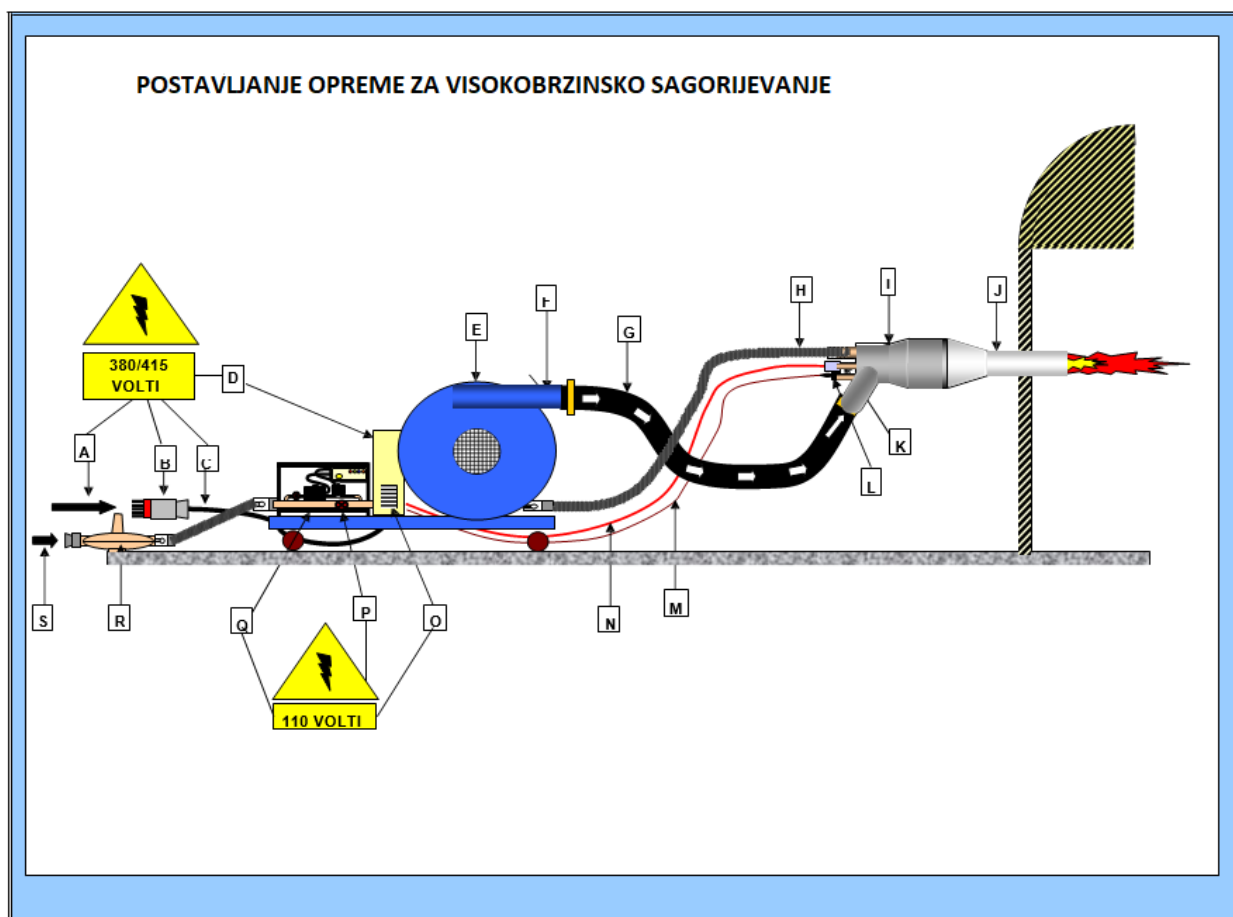 POSTAVLJANJE OPREME ZA VISOKOBRZINSKO SAGORIJEVANJE
380/415
VOLTI
A
B
C
D
E
F
G
H
I
J
K
L
M
N
O
P
Q
R
S
110 VOLTI